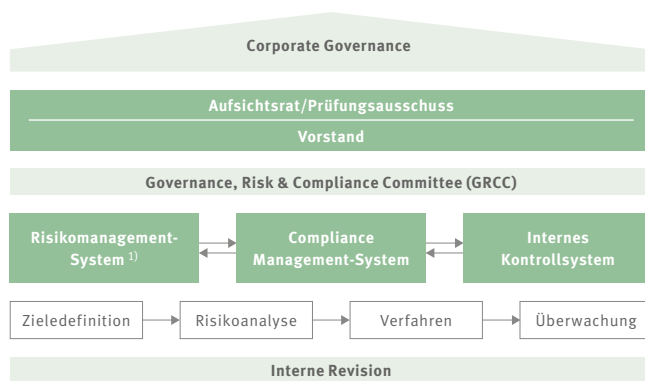 Corporate Governance
Aufsichtsrat/Prüfungsausschuss
Vorstand
Governance, Risk & Compliance Committee (GRCC)
Risikomanagement-
System 1)
Compliance
Management-System
Internes
Kontrollsystem
Zieledefinition
Risikoanalyse
Verfahren
Überwachung
Interne Revision